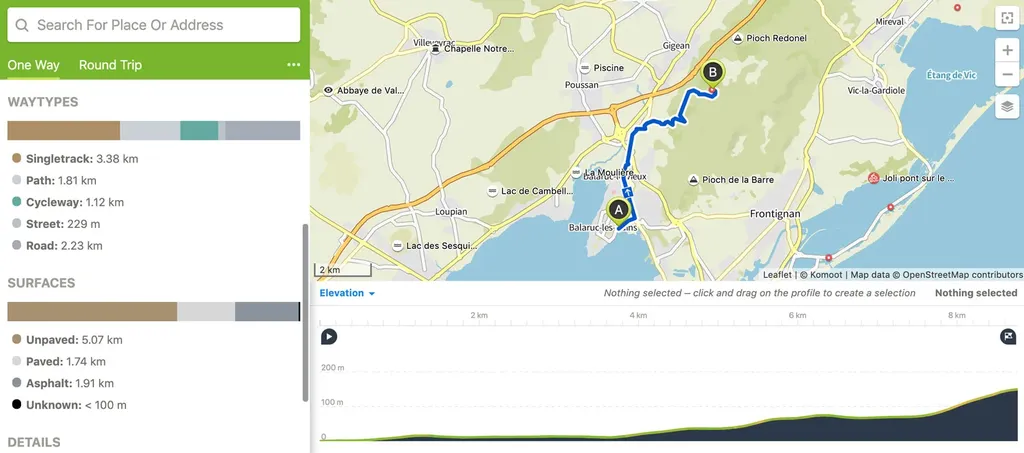 Search For Place Or Address
One Way
Round Trip
WAYTYPES
Singletrack: 3.38 km
Path: 1.81 km
Cycleway: 1.12 km
Street: 229 m
Road: 2.23 km
SURFACES
Unpaved: 5.07 km
Paved: 1.74 km
Asphalt: 1.91 km
Unknown: < 100 m
DETAILS
Mireval
Villeveyrac
Chapelle Notre...
Gigean
Pioch Redonel
Étang de Vic
Piscine
Poussan
Abbaye de Val...
Vic-la-Gardiole
B
La Moulière
Pioch de la Barre
Joli pont sur le ...
Lac de Cambell...
A
Loupian
Frontignan
Balaruc-les-Bains
Lac des Sesqui...
2 km
Leaflet | © Komoot | Map data © OpenStreetMap contributors
Elevation
Nothing selected – click and drag on the profile to create a selection
Nothing selected
2 km
4 km
6 km
8 km
200 m
100 m
0